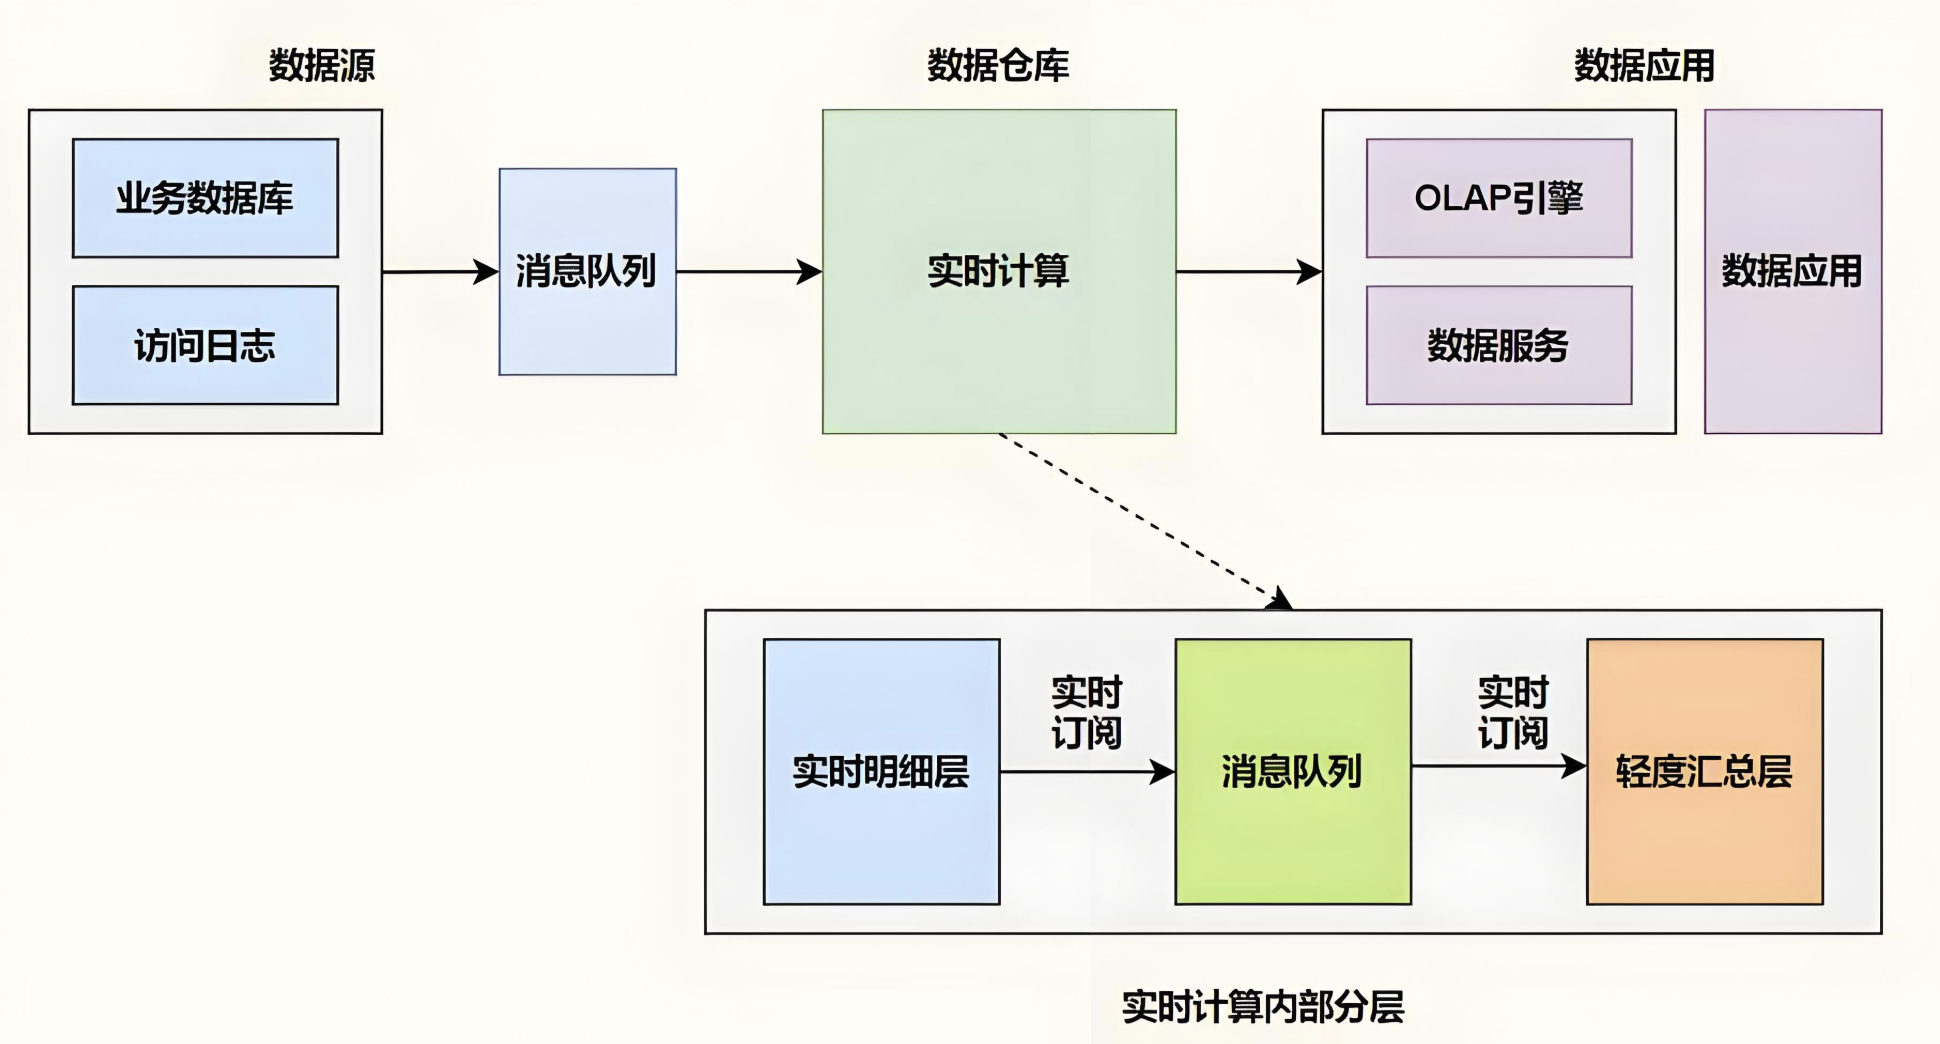 数据源
数据仓库
数据应用
业务数据库
访问日志
消息队列
实时计算
OLAP引擎
数据服务
数据应用
实时明细层
实时
订阅
消息队列
实时
订阅
轻度汇总层
实时计算内部分层